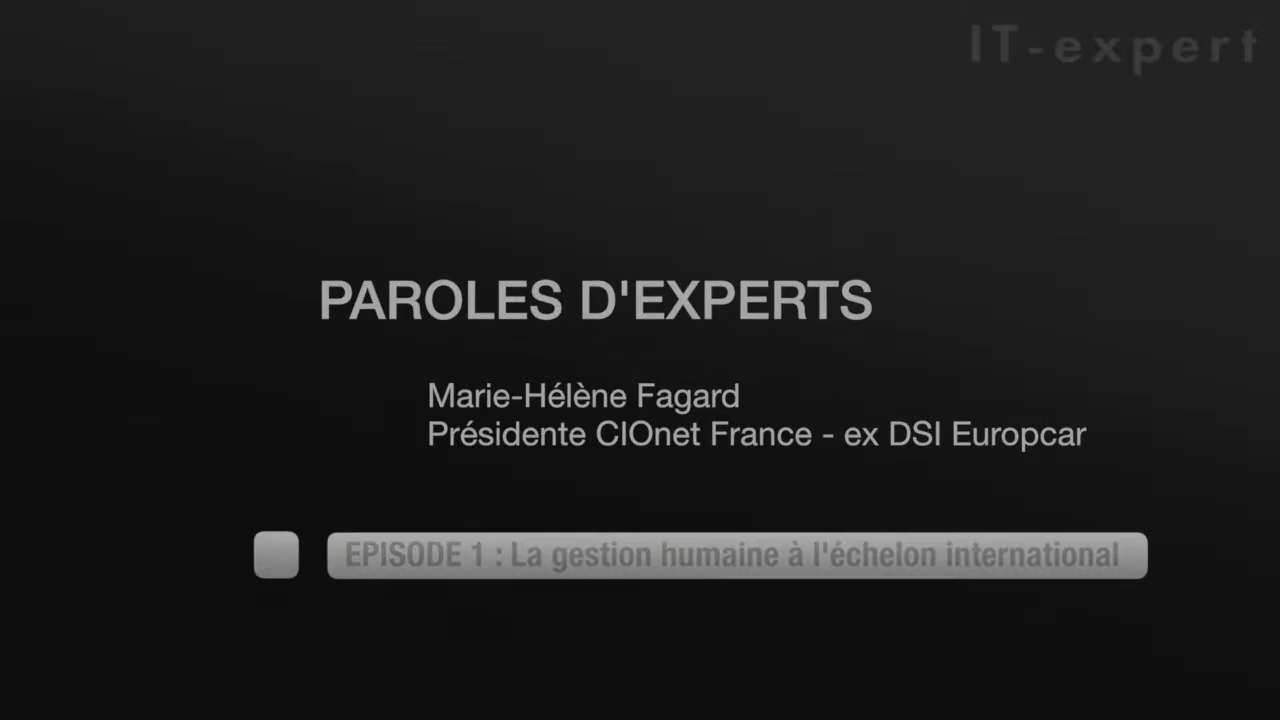 IT-expert
PAROLES D'EXPERTS
Marie-Hélène Fagard
Présidente CIOnet France - ex DSI Europcar
EPISODE 1 : La gestion humaine à l'échelon international